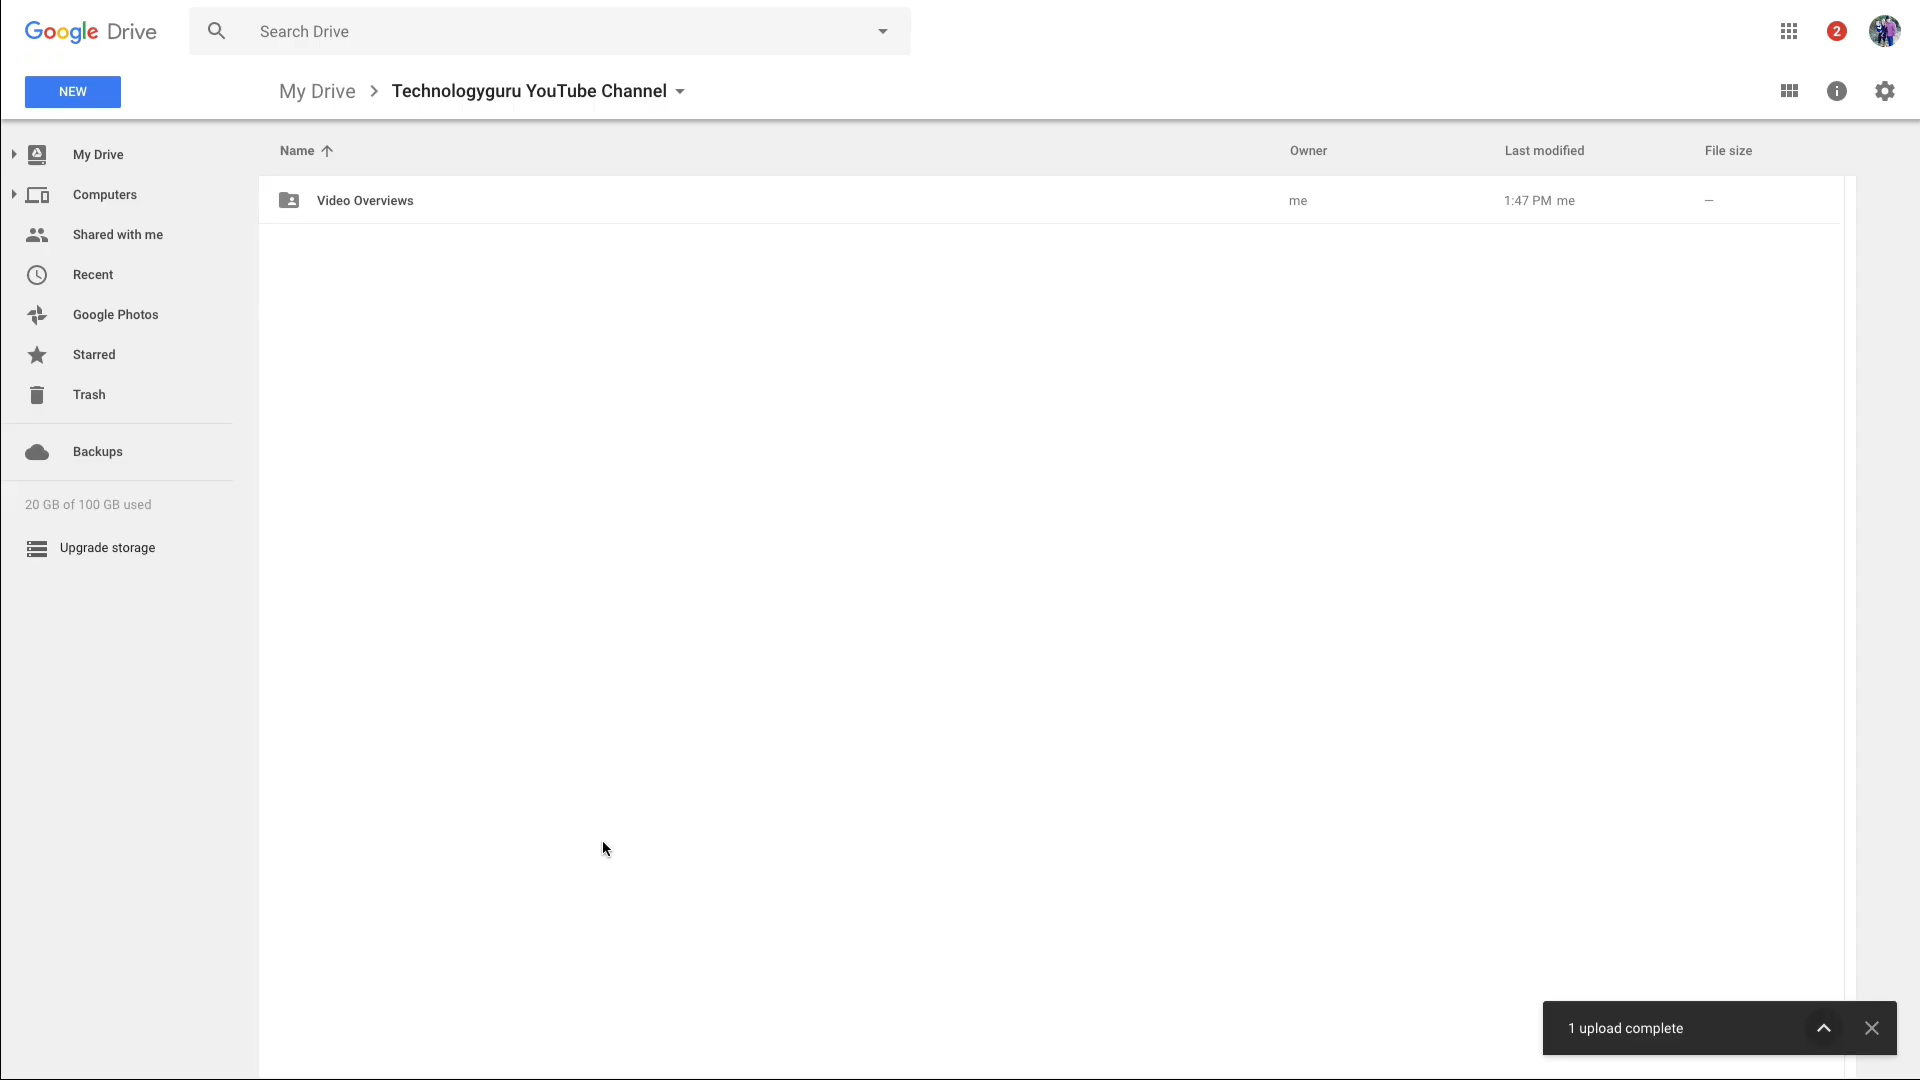 Google Drive
Search Drive
2
NEW
My Drive > Technologyguru YouTube Channel
My Drive
Computers
Shared with me
Recent
Google Photos
Starred
Trash
Backups
20 GB of 100 GB used
Upgrade storage
Name Owner Last modified File size
Video Overviews me 1:47 PM me —
1 upload complete